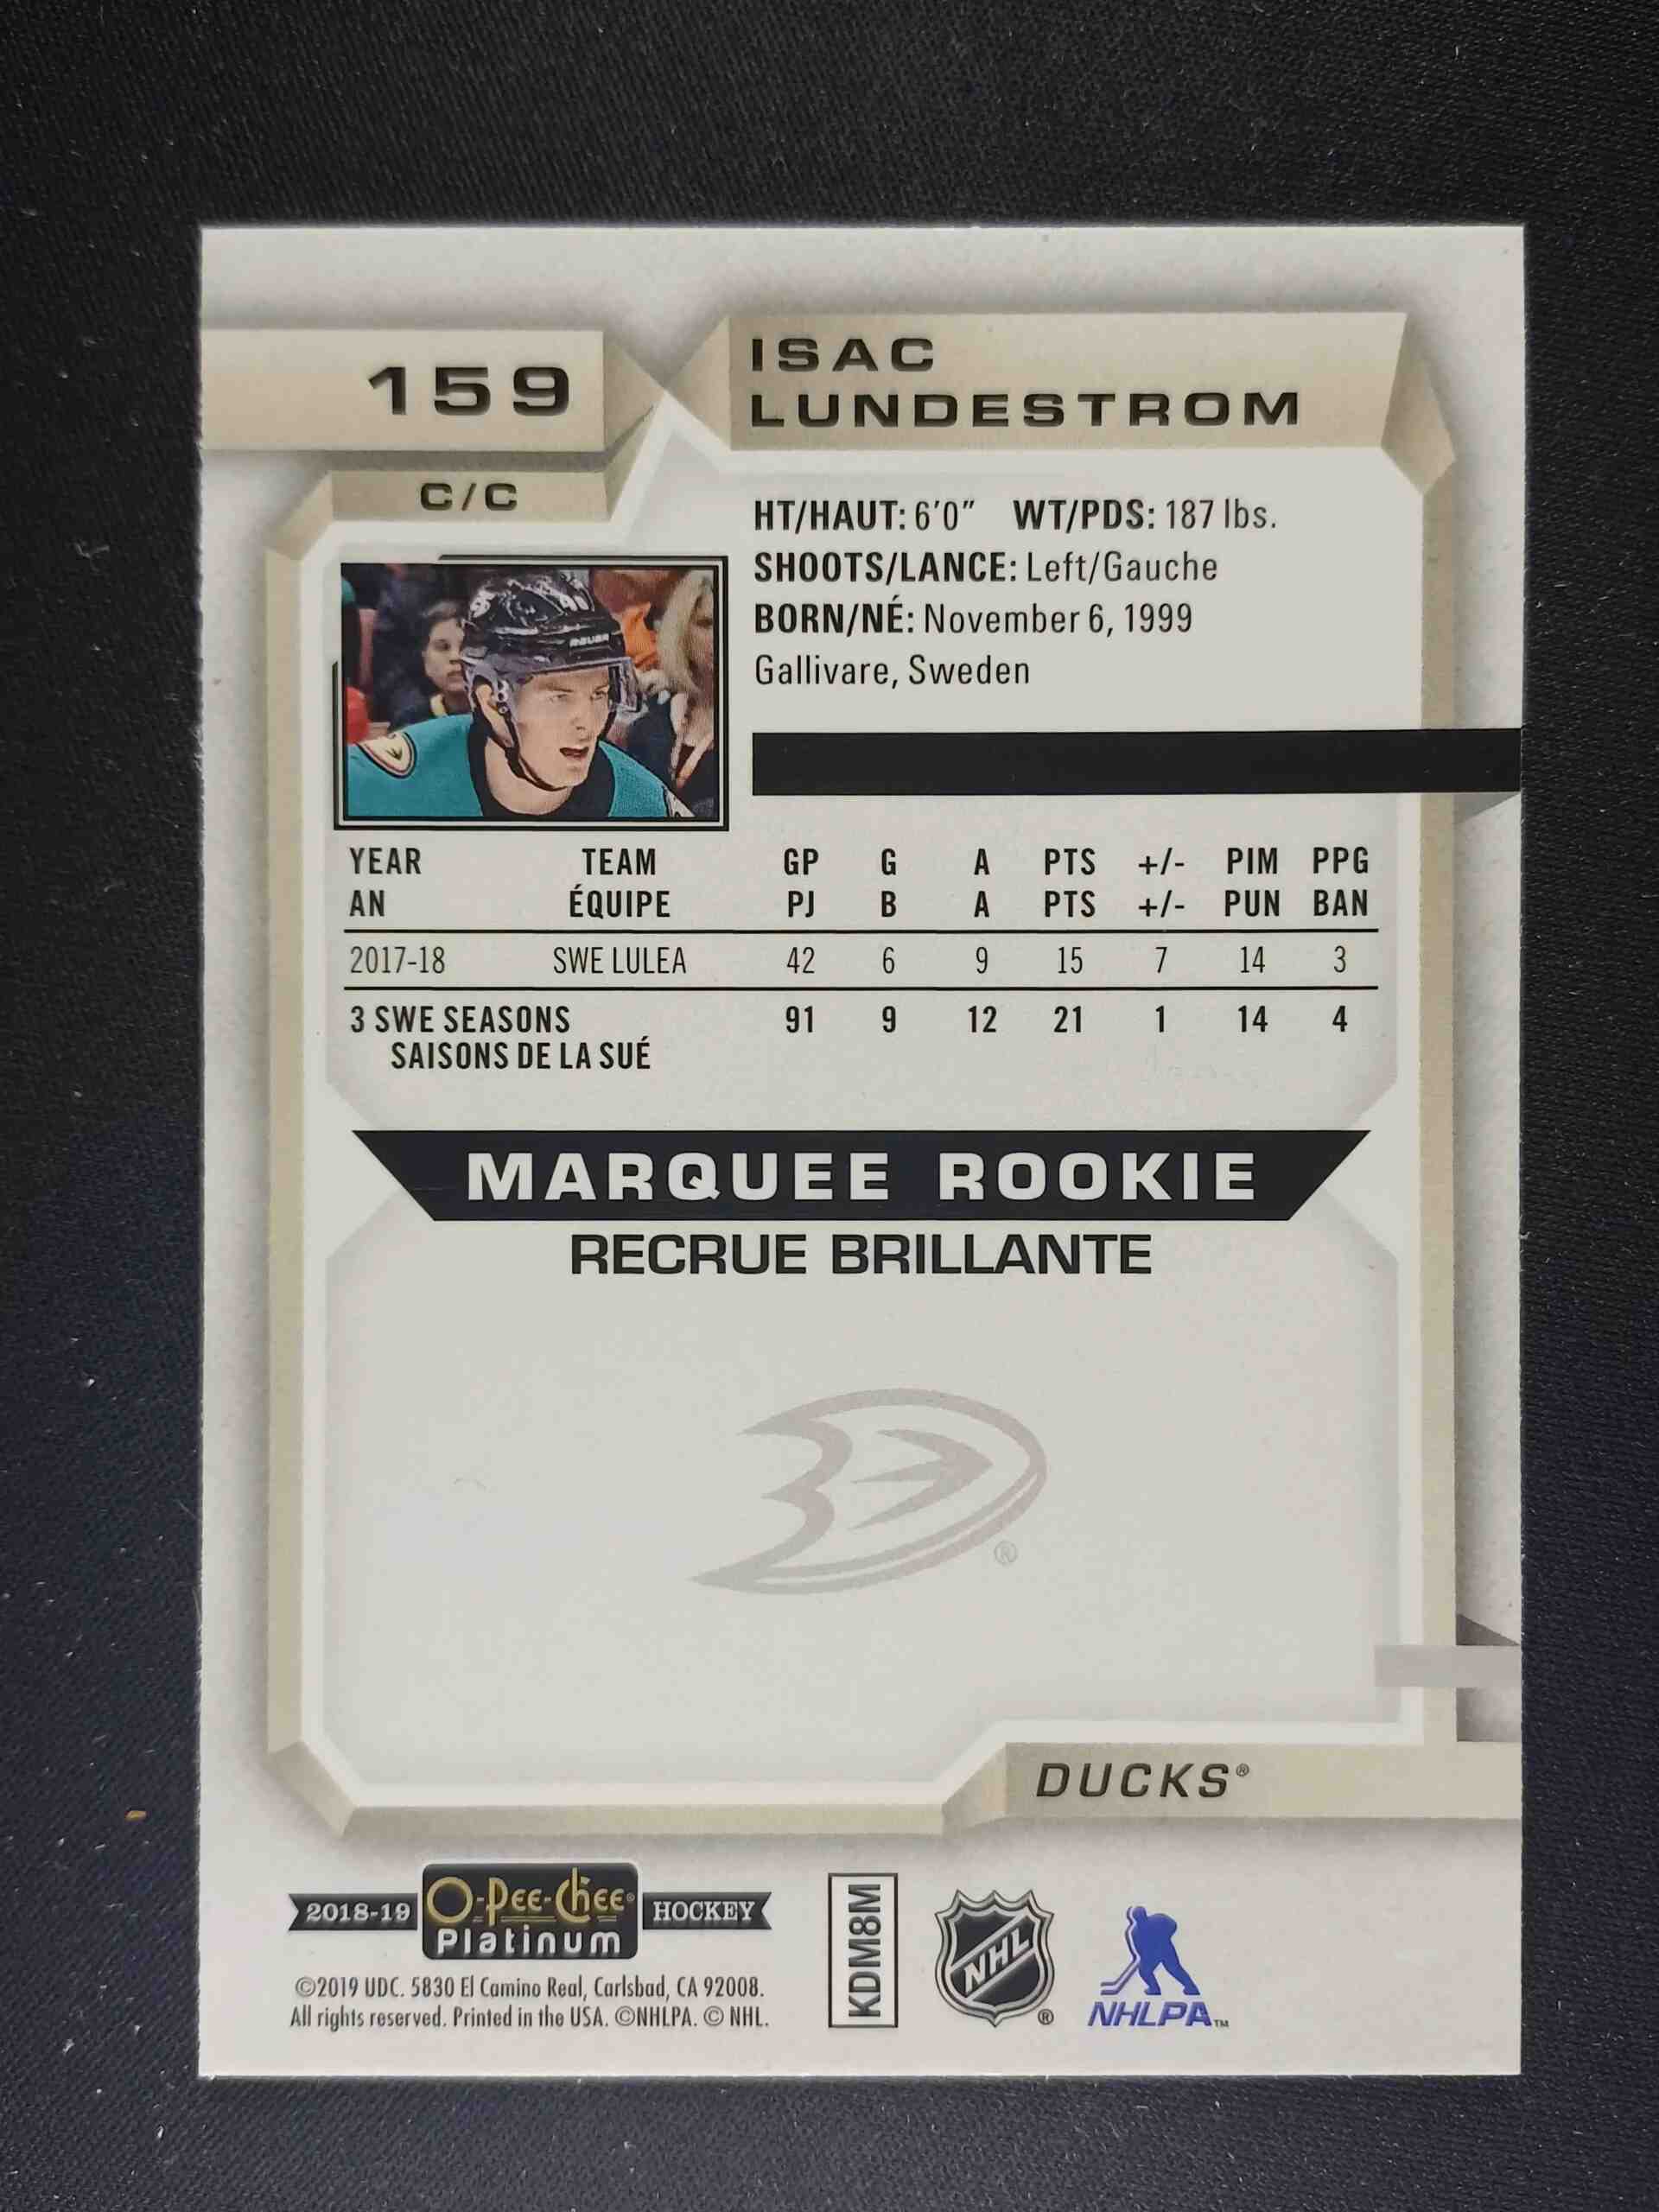 159
ISAC
LUNDESTROM
C/C
HT/HAUT: 6'0" WT/PDS: 187 lbs.
SHOOTS/LANCE: Left/Gauche
BORN/NÉ: November 6, 1999
Gallivare, Sweden
BAUER
YEAR TEAM GP G A PTS +/- PIM PPG
AN ÉQUIPE PJ B A PTS +/- PUN BAN
2017-18 SWE LULEA 42 6 9 15 7 14 3
3 SWE SEASONS 91 9 12 21 1 14 4
SAISONS DE LA SUÉ
MARQUEE ROOKIE
RECRUE BRILLANTE
®
DUCKS®
2018-19 O-Pee-Chee® HOCKEY
Platinum
©2019 UDC. 5830 El Camino Real, Carlsbad, CA 92008.
All rights reserved. Printed in the USA. ©NHLPA. © NHL.
KDM8M
NHL ®
NHLPA™